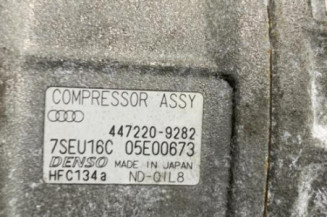 COMPRESSOR ASSY
447220-9282
7SEU16C 05E00673
DENSO MADE IN JAPAN
HFC134a ND-OIL8